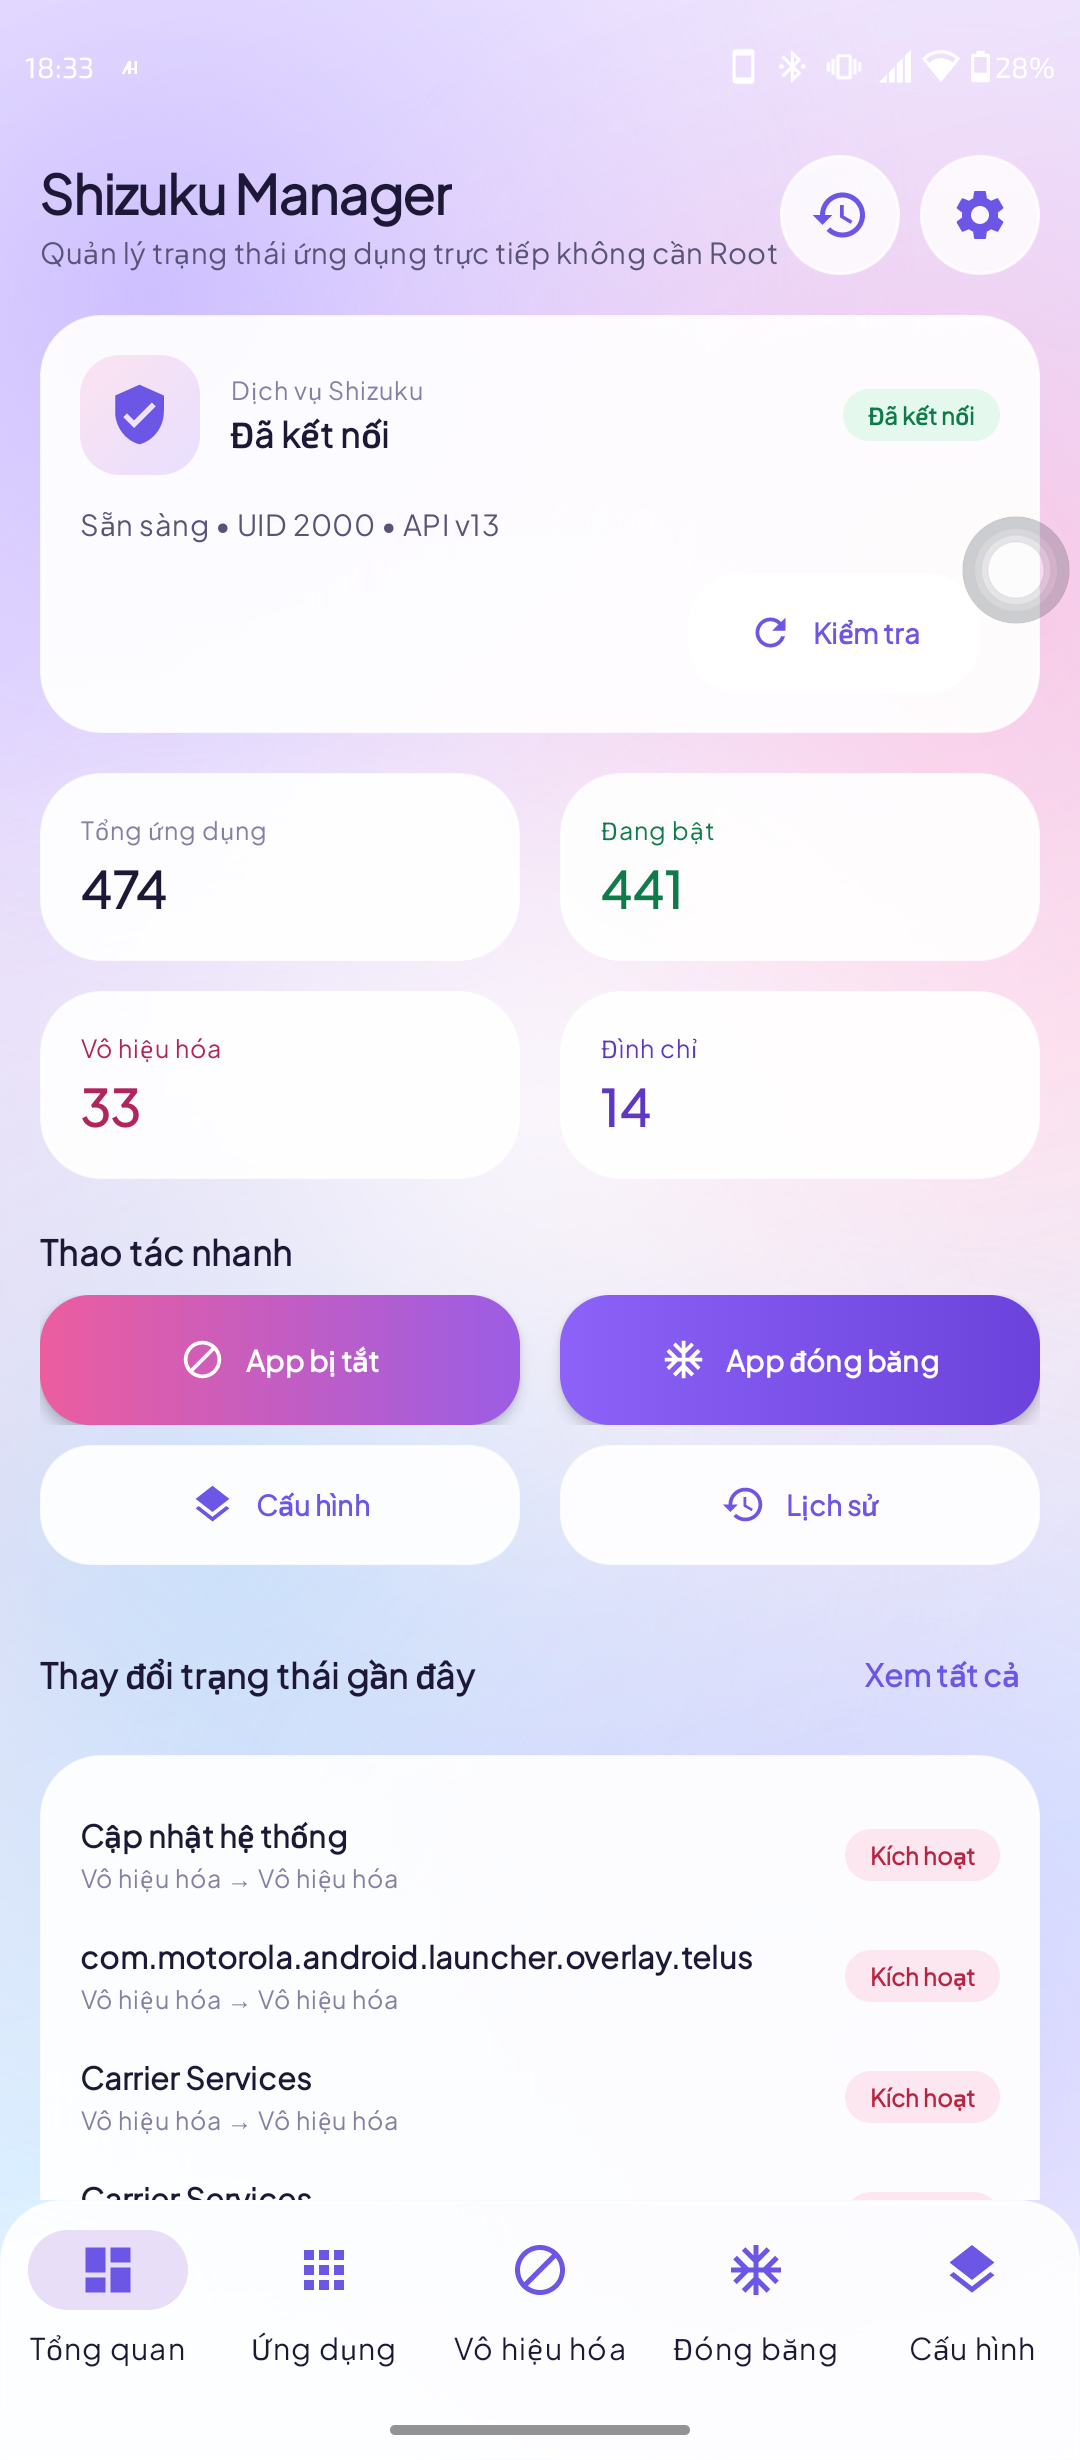 18:33
28%
Shizuku Manager
Quản lý trạng thái ứng dụng trực tiếp không cần Root
Dịch vụ Shizuku
Đã kết nối
Đã kết nối
Sẵn sàng • UID 2000 • API v13
Kiểm tra
Tổng ứng dụng
474
Đang bật
441
Vô hiệu hóa
33
Đình chỉ
14
Thao tác nhanh
App bị tắt
App đóng băng
Cấu hình
Lịch sử
Thay đổi trạng thái gần đây
Xem tất cả
Cập nhật hệ thống
Vô hiệu hóa → Vô hiệu hóa
Kích hoạt
com.motorola.android.launcher.overlay.telus
Vô hiệu hóa → Vô hiệu hóa
Kích hoạt
Carrier Services
Vô hiệu hóa → Vô hiệu hóa
Kích hoạt
Carrier Services
Tổng quan
Ứng dụng
Vô hiệu hóa
Đóng băng
Cấu hình